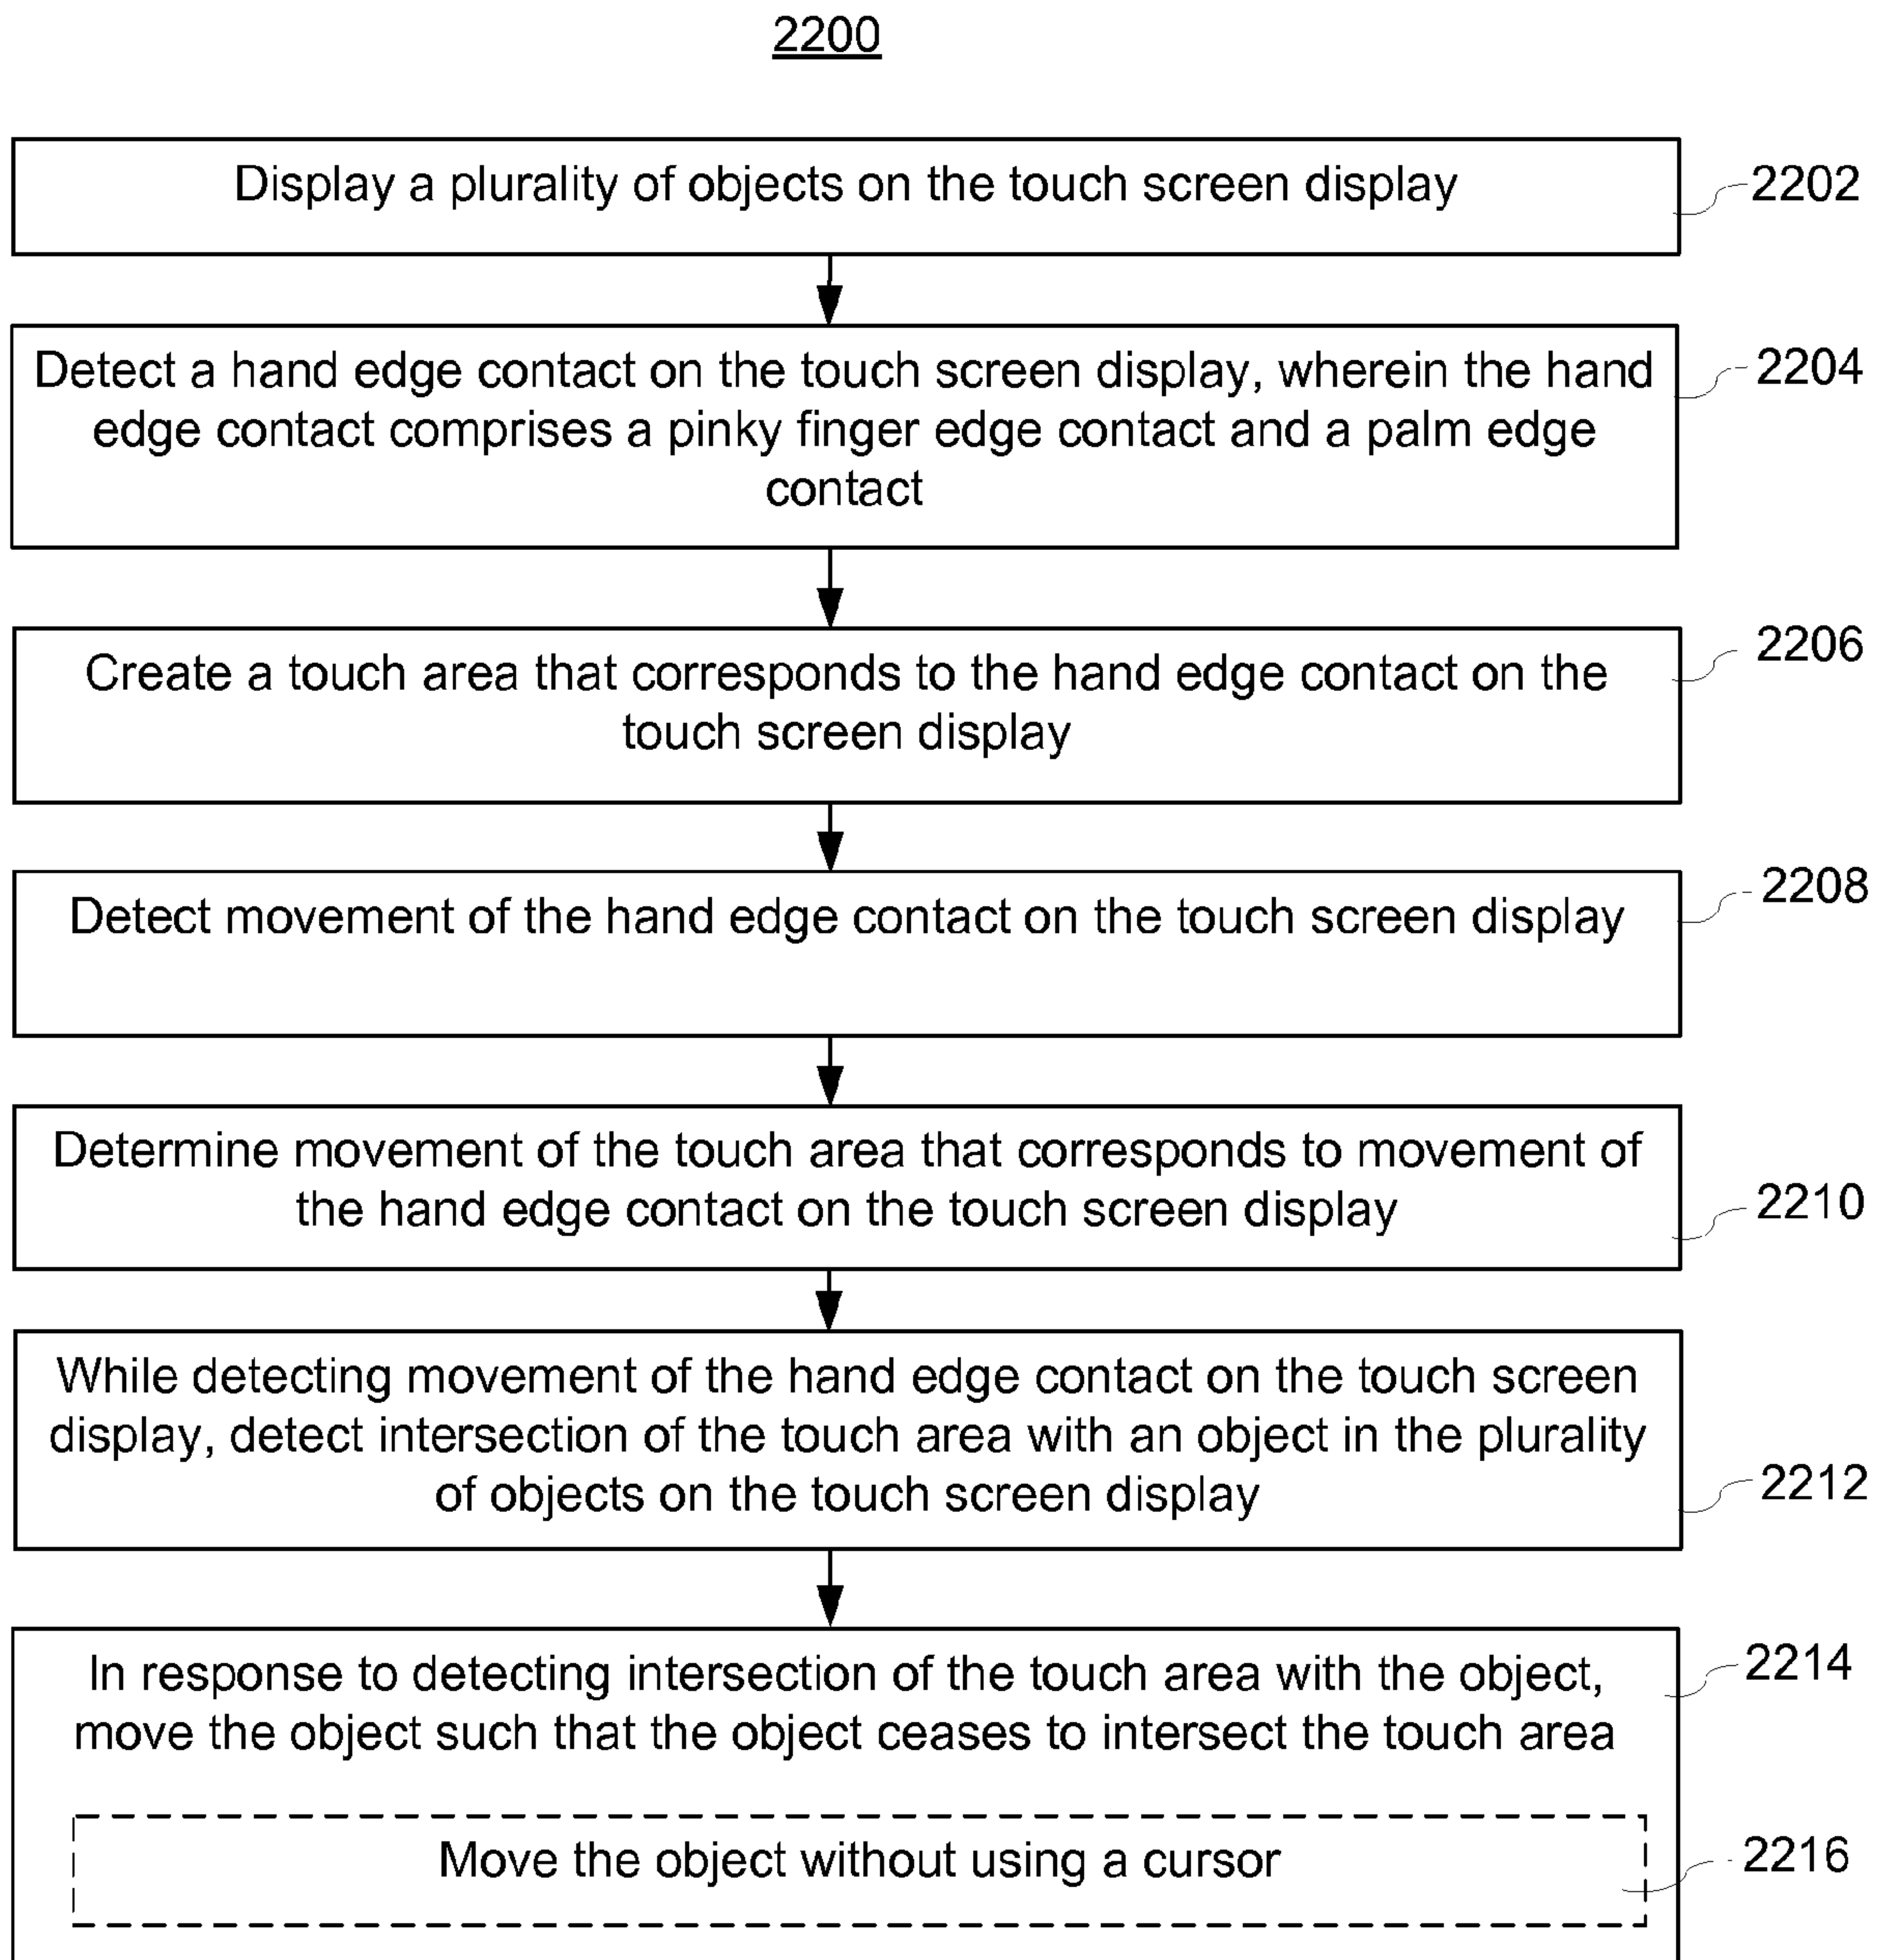 2200
Display a plurality of objects on the touch screen display
2202
Detect a hand edge contact on the touch screen display, wherein the hand
edge contact comprises a pinky finger edge contact and a palm edge
contact
2204
Create a touch area that corresponds to the hand edge contact on the
touch screen display
2206
Detect movement of the hand edge contact on the touch screen display
2208
Determine movement of the touch area that corresponds to movement of
the hand edge contact on the touch screen display
2210
While detecting movement of the hand edge contact on the touch screen
display, detect intersection of the touch area with an object in the plurality
of objects on the touch screen display
2212
In response to detecting intersection of the touch area with the object,
move the object such that the object ceases to intersect the touch area
2214
Move the object without using a cursor
2216